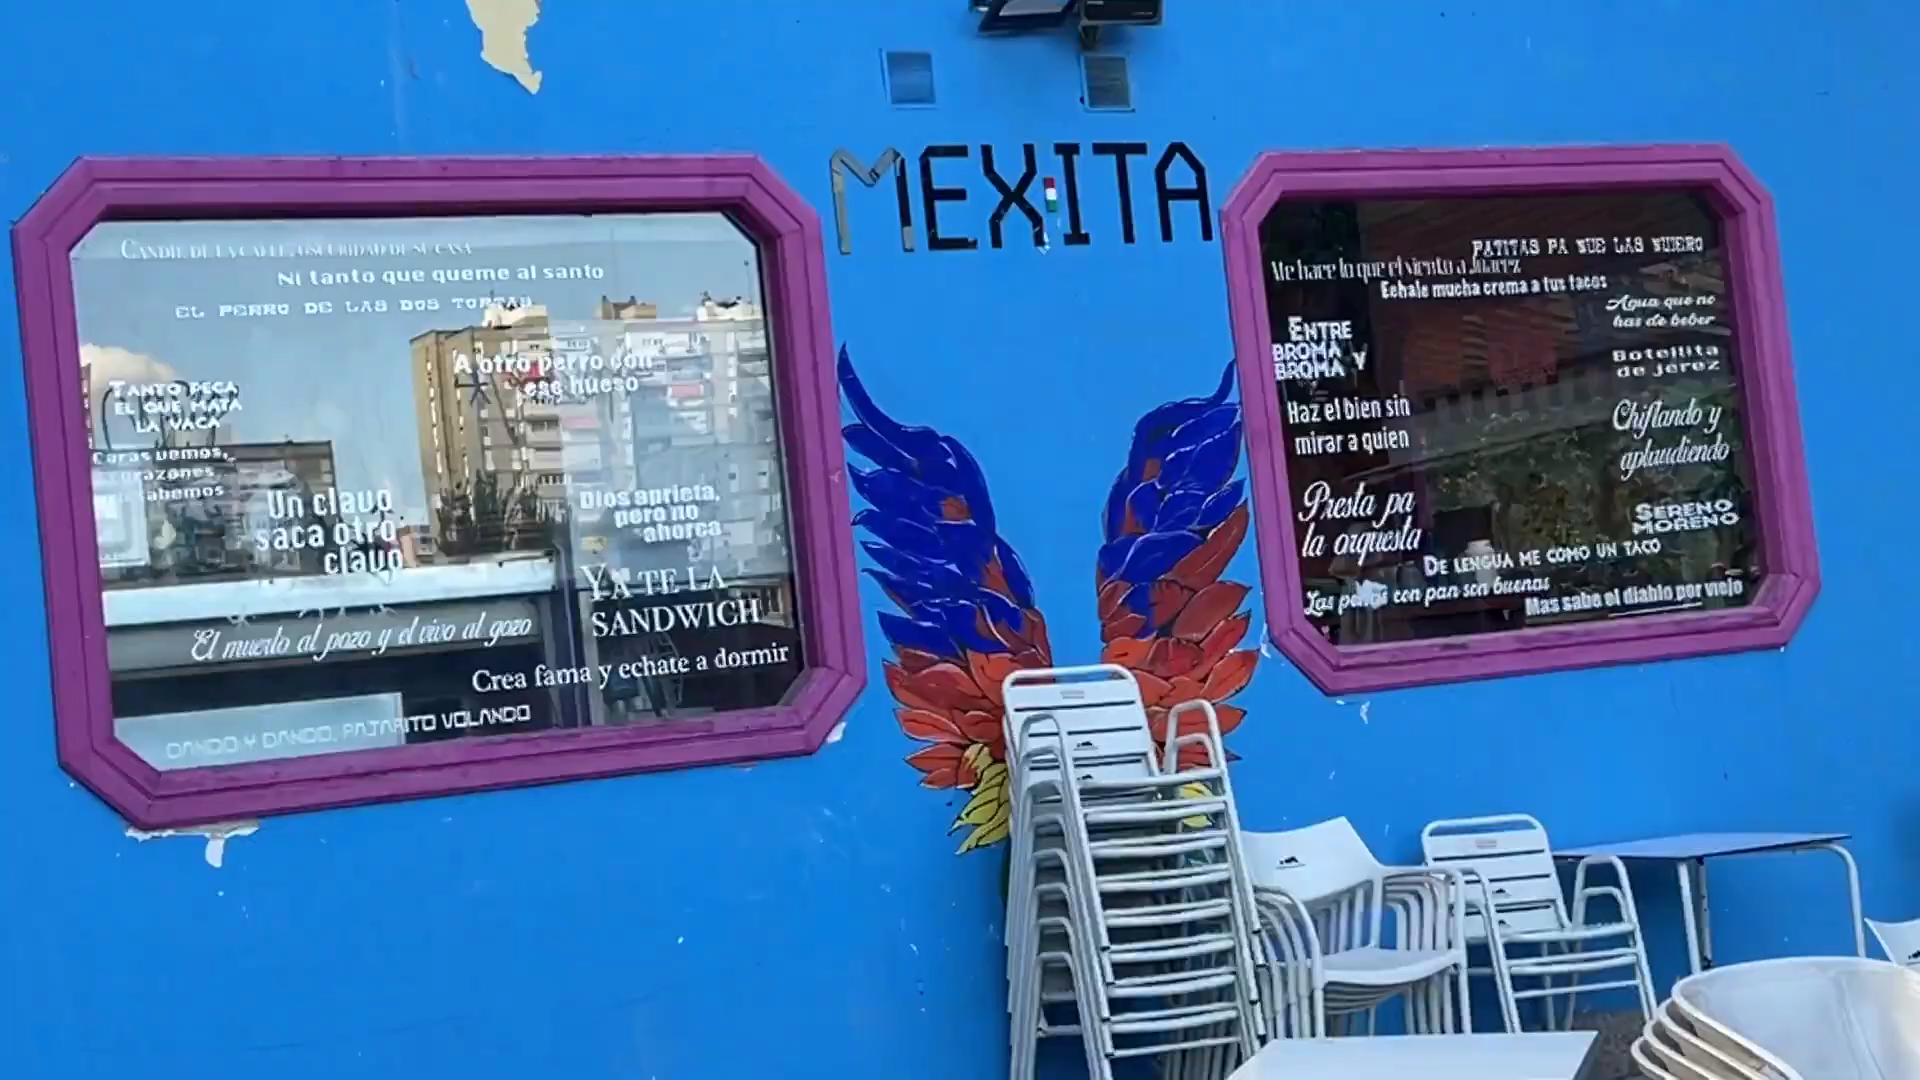 MEXITA
CANDIL DE LA CALLE, OSCURIDAD DE SU CASA
Ni tanto que queme al santo
EL PERRO DE LAS DOS TORTAS
A otro perro con
ese hueso
TANTO PECA
EL QUE MATA
LA VACA
Caras vemos,
corazones
sabemos
Un clavo
saca otro
clavo
Dios aprieta,
pero no
ahorca
YA TE LA
SANDWICH
El muerto al pozo y el vivo al gozo
Crea fama y echate a dormir
DANDO Y DANDO, PAJARITO VOLANDO
PATITAS PA QUE LAS QUIERO
Me hace lo que el viento a Juarez
Echale mucha crema a tus tacos
Agua que no
has de beber
ENTRE
BROMA Y
BROMA
Botellita
de jerez
Haz el bien sin
mirar a quien
Chiflando y
aplaudiendo
Presta pa
la orquesta
SERENO
MORENO
DE LENGUA ME COMO UN TACO
Las penas con pan son buenas
Mas sabe el diablo por viejo